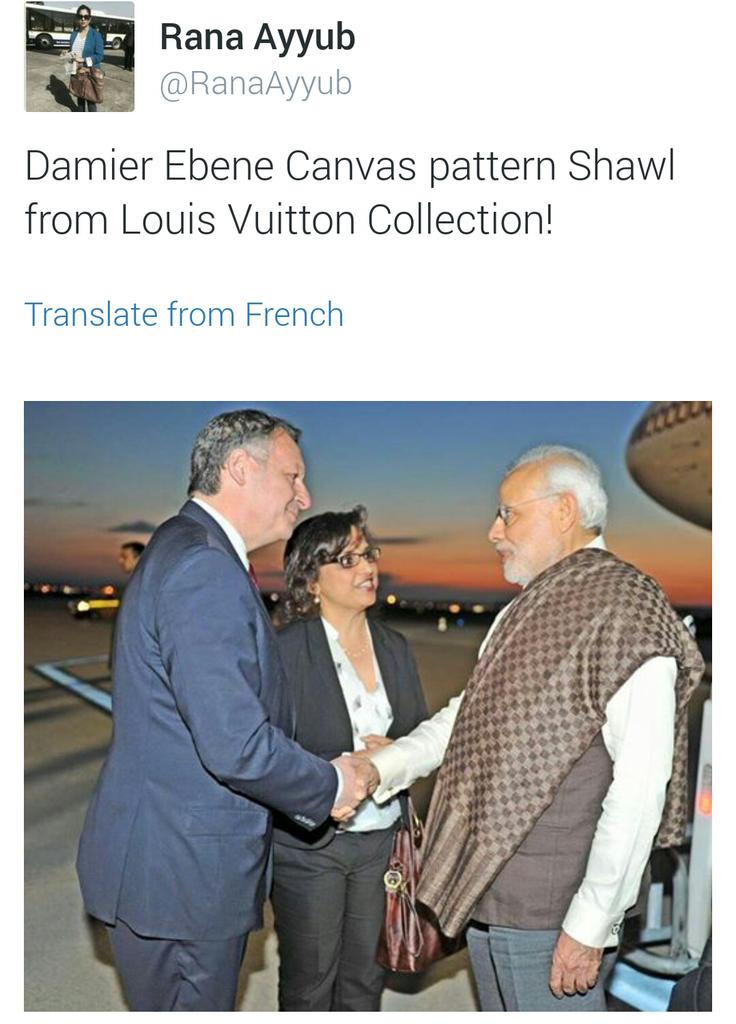 Rana Ayyub
@RanaAyyub
Damier Ebene Canvas pattern Shawl
from Louis Vuitton Collection!
Translate from French